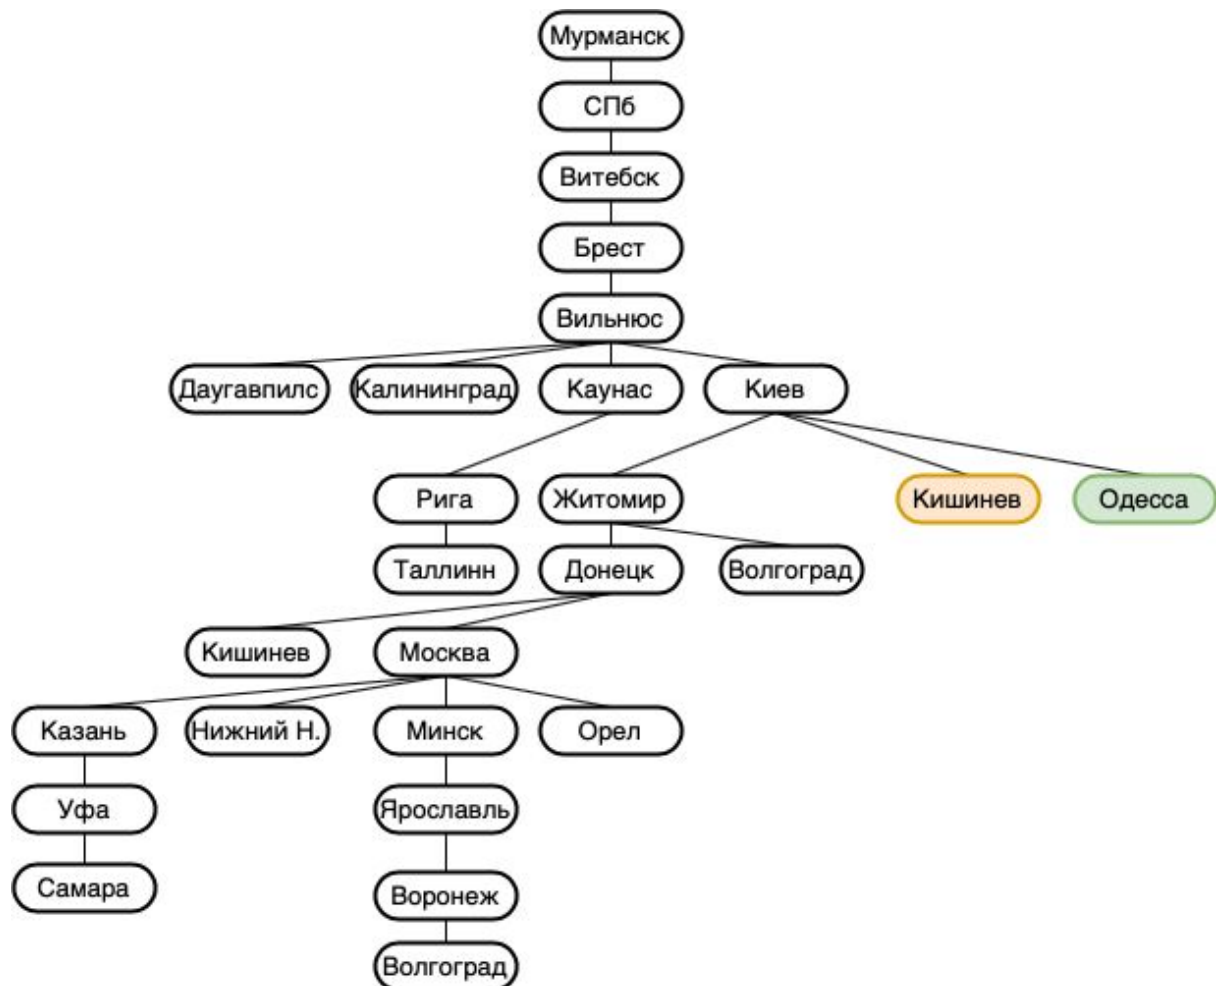 Мурманск
СПб
Витебск
Брест
Вильнюс
Даугавпилс
Калининград
Каунас
Киев
Рига
Житомир
Кишинев
Одесса
Таллинн
Донецк
Волгоград
Кишинев
Москва
Казань
Нижний Н.
Минск
Орел
Уфа
Ярославль
Самара
Воронеж
Волгоград